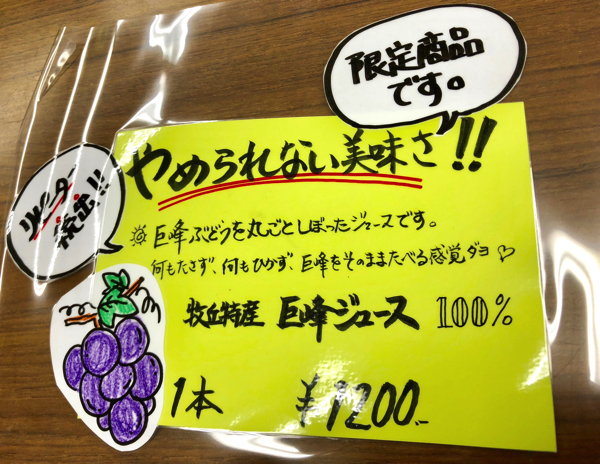 限定商品
です。
やめられない美味さ!!
リピーター
続出!!
※巨峰ぶどうを丸ごとしぼったジュースです。
何もたさず、何もひかず、巨峰をそのままたべる感覚ダヨ♡
牧丘特産 巨峰ジュース 100%
1本 ¥1200.-